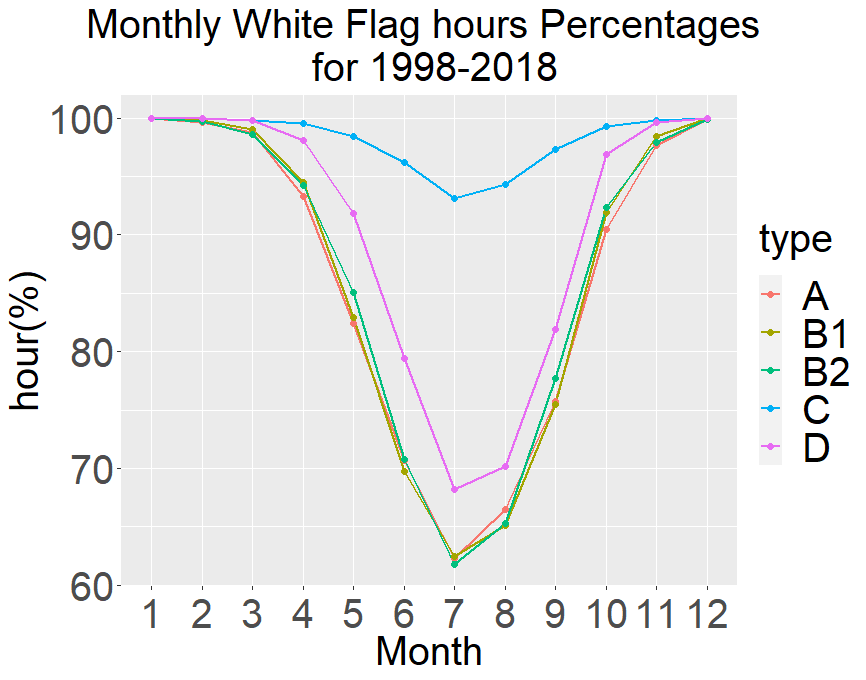 Monthly White Flag hours Percentages
for 1998-2018
100
90
80
70
60
hour(%)
1 2 3 4 5 6 7 8 9 10 11 12
Month
type
A
B1
B2
C
D